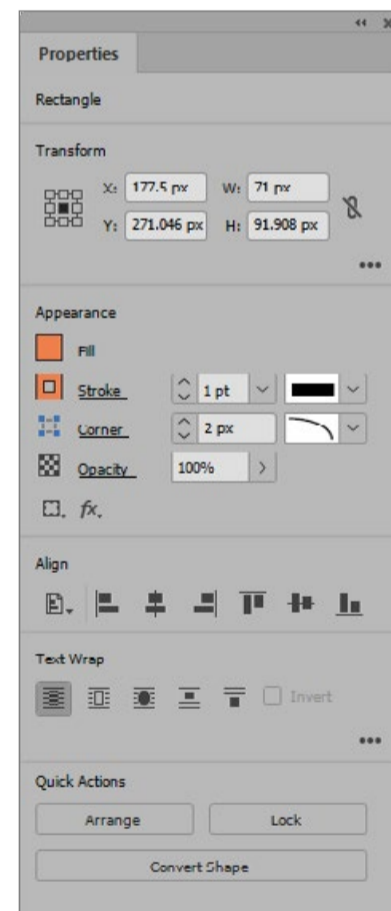 Properties
Rectangle
Transform
X: 177.5 px W: 71 px
Y: 271.046 px H: 91.908 px
Appearance
Fill
Stroke 1 pt
Corner 2 px
Opacity 100%
fx.
Align
Text Wrap
Invert
Quick Actions
Arrange Lock
Convert Shape